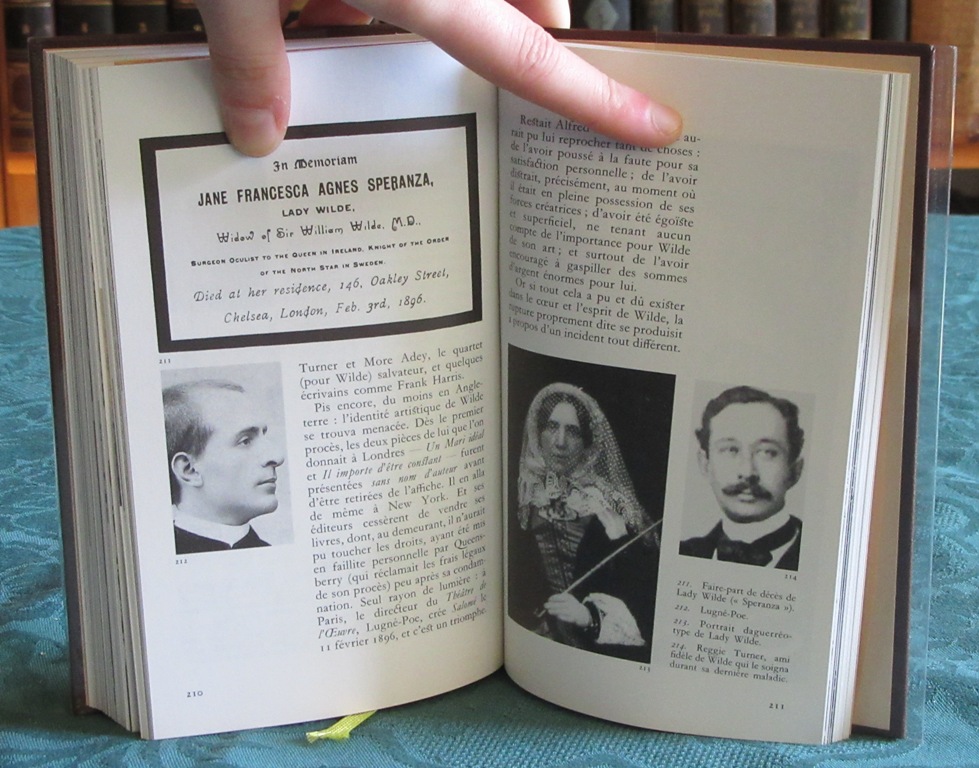 In Memoriam
JANE FRANCESCA AGNES SPERANZA,
LADY WILDE,
Widow of Sir William Wilde, M.D.,
Surgeon Oculist to the Queen in Ireland, Knight of the Order
of the North Star in Sweden.
Died at her residence, 146, Oakley Street,
Chelsea, London, Feb. 3rd, 1896.
211
212
Turner et More Adey, le quartet
(pour Wilde) salvateur, et quelques
écrivains comme Frank Harris.
Pis encore, du moins en Angle-
terre : l'identité artistique de Wilde
se trouva menacée. Dès le premier
procès, les deux pièces de lui que l'on
donnait à Londres — Un Mari idéal
et Il importe d'être constant — furent
présentées sans nom d'auteur avant
d'être retirées de l'affiche. Il en alla
de même à New York. Et ses
éditeurs cessèrent de vendre ses
livres, dont, au demeurant, il n'aurait
pu toucher les droits, ayant été mis
en faillite personnelle par Queens-
berry (qui réclamait les frais légaux
de son procès) peu après sa condam-
nation. Seul rayon de lumière : à
Paris, le directeur du Théâtre de
l'Œuvre, Lugné-Poe, crée Salomé le
11 février 1896, et c'est un triomphe.
210
Restait Alfred au-
rait pu lui reprocher tant de choses :
de l'avoir poussé à la faute pour sa
satisfaction personnelle ; de l'avoir
distrait, précisément, au moment où
il était en pleine possession de ses
forces créatrices ; d'avoir été égoïste
et superficiel, ne tenant aucun
compte de l'importance pour Wilde
de son art ; et surtout de l'avoir
encouragé à gaspiller des sommes
d'argent énormes pour lui.
Or si tout cela a pu et dû exister
dans le cœur et l'esprit de Wilde, la
rupture proprement dite se produisit
à propos d'un incident tout différent.
213
214
211. Faire-part de décès de
Lady Wilde (« Speranza »).
212. Lugné-Poe.
213. Portrait daguerréo-
type de Lady Wilde.
214. Reggie Turner, ami
fidèle de Wilde qui le soigna
durant sa dernière maladie.
211